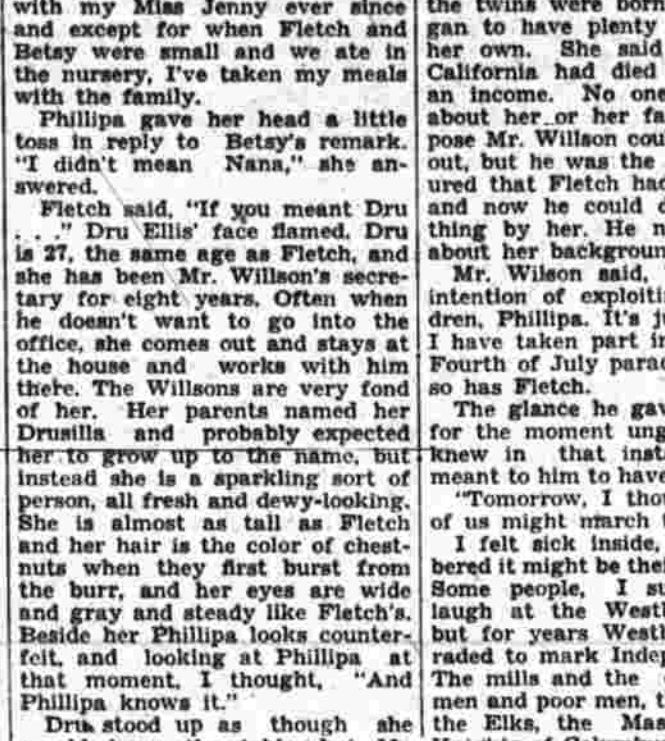 with my Miss Jenny ever since
and except for when Fletch and
Betsy were small and we ate in
the nursery, I've taken my meals
with the family.
Phillipa gave her head a little
toss in reply to Betsy's remark.
"I didn't mean Nana," she an-
swered.
Fletch said, "If you meant Dru
. . ." Dru Ellis' face flamed. Dru
is 27, the same age as Fletch, and
she has been Mr. Willson's secre-
tary for eight years. Often when
he doesn't want to go into the
office, she comes out and stays at
the house and works with him
there. The Willsons are very fond
of her. Her parents named her
Drusilla and probably expected
her to grow up to the name, but
instead she is a sparkling sort of
person, all fresh and dewy-looking.
She is almost as tall as Fletch
and her hair is the color of chest-
nuts when they first burst from
the burr, and her eyes are wide
and gray and steady like Fletch's.
Beside her Phillipa looks counter-
feit, and looking at Phillipa at
that moment, I thought, "And
Phillipa knows it."
Dru stood up as though she
the twins were born
gan to have plenty
her own. She said
California had died
an income. No one
about her or her fa
pose Mr. Willson cou
out, but he was the
ured that Fletch had
and now he could
thing by her. He n
about her backgroun
Mr. Wilson said,
intention of exploiti
dren, Phillipa. It's j
I have taken part in
Fourth of July parad
so has Fletch.
The glance he gav
for the moment ung
knew in that inst
meant to him to have
"Tomorrow, I thou
of us might march
I felt sick inside,
bered it might be thei
Some people, I su
laugh at the West
but for years West
raded to mark Indep
The mills and the
men and poor men, t
the Elks, the Mas